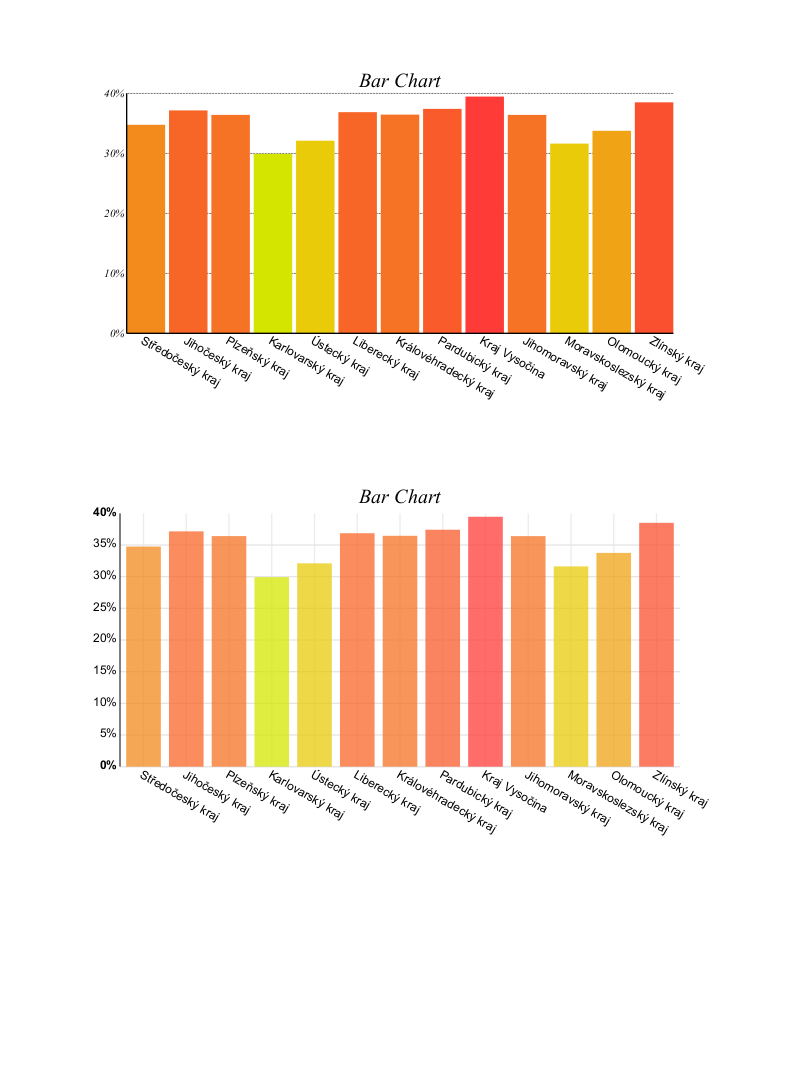 Bar Chart
40%
30%
20%
10%
0%
Středočeský kraj
Jihočeský kraj
Plzeňský kraj
Karlovarský kraj
Ústecký kraj
Liberecký kraj
Královéhradecký kraj
Pardubický kraj
Kraj Vysočina
Jihomoravský kraj
Moravskoslezský kraj
Olomoucký kraj
Zlínský kraj
Bar Chart
40%
35%
30%
25%
20%
15%
10%
5%
0%
Středočeský kraj
Jihočeský kraj
Plzeňský kraj
Karlovarský kraj
Ústecký kraj
Liberecký kraj
Královéhradecký kraj
Pardubický kraj
Kraj Vysočina
Jihomoravský kraj
Moravskoslezský kraj
Olomoucký kraj
Zlínský kraj